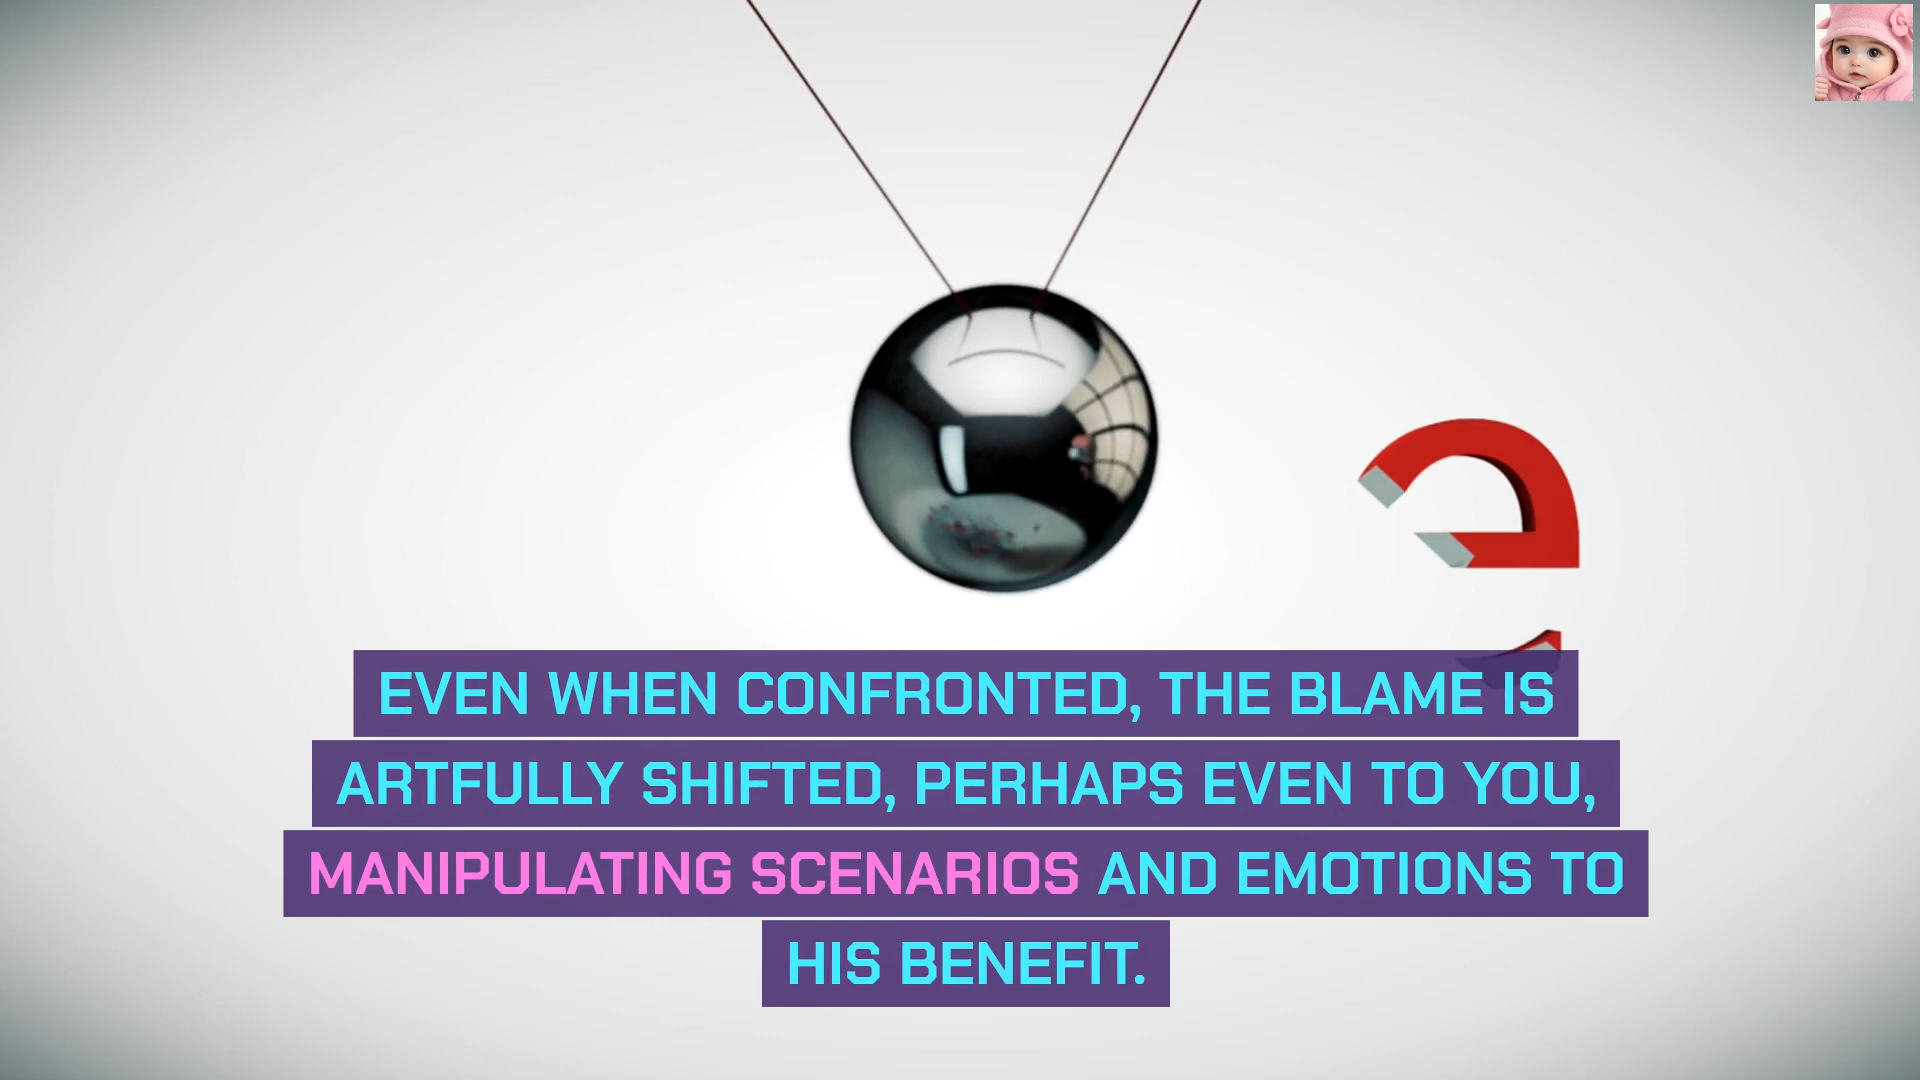 EVEN WHEN CONFRONTED, THE BLAME IS
ARTFULLY SHIFTED, PERHAPS EVEN TO YOU,
MANIPULATING SCENARIOS AND EMOTIONS TO
HIS BENEFIT.